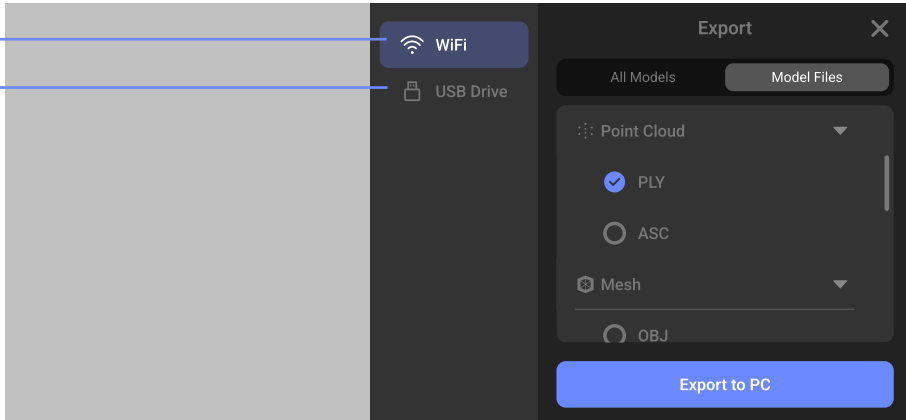 WiFi
USB Drive
Export
All Models
Model Files
Point Cloud
PLY
ASC
Mesh
OBJ
Export to PC